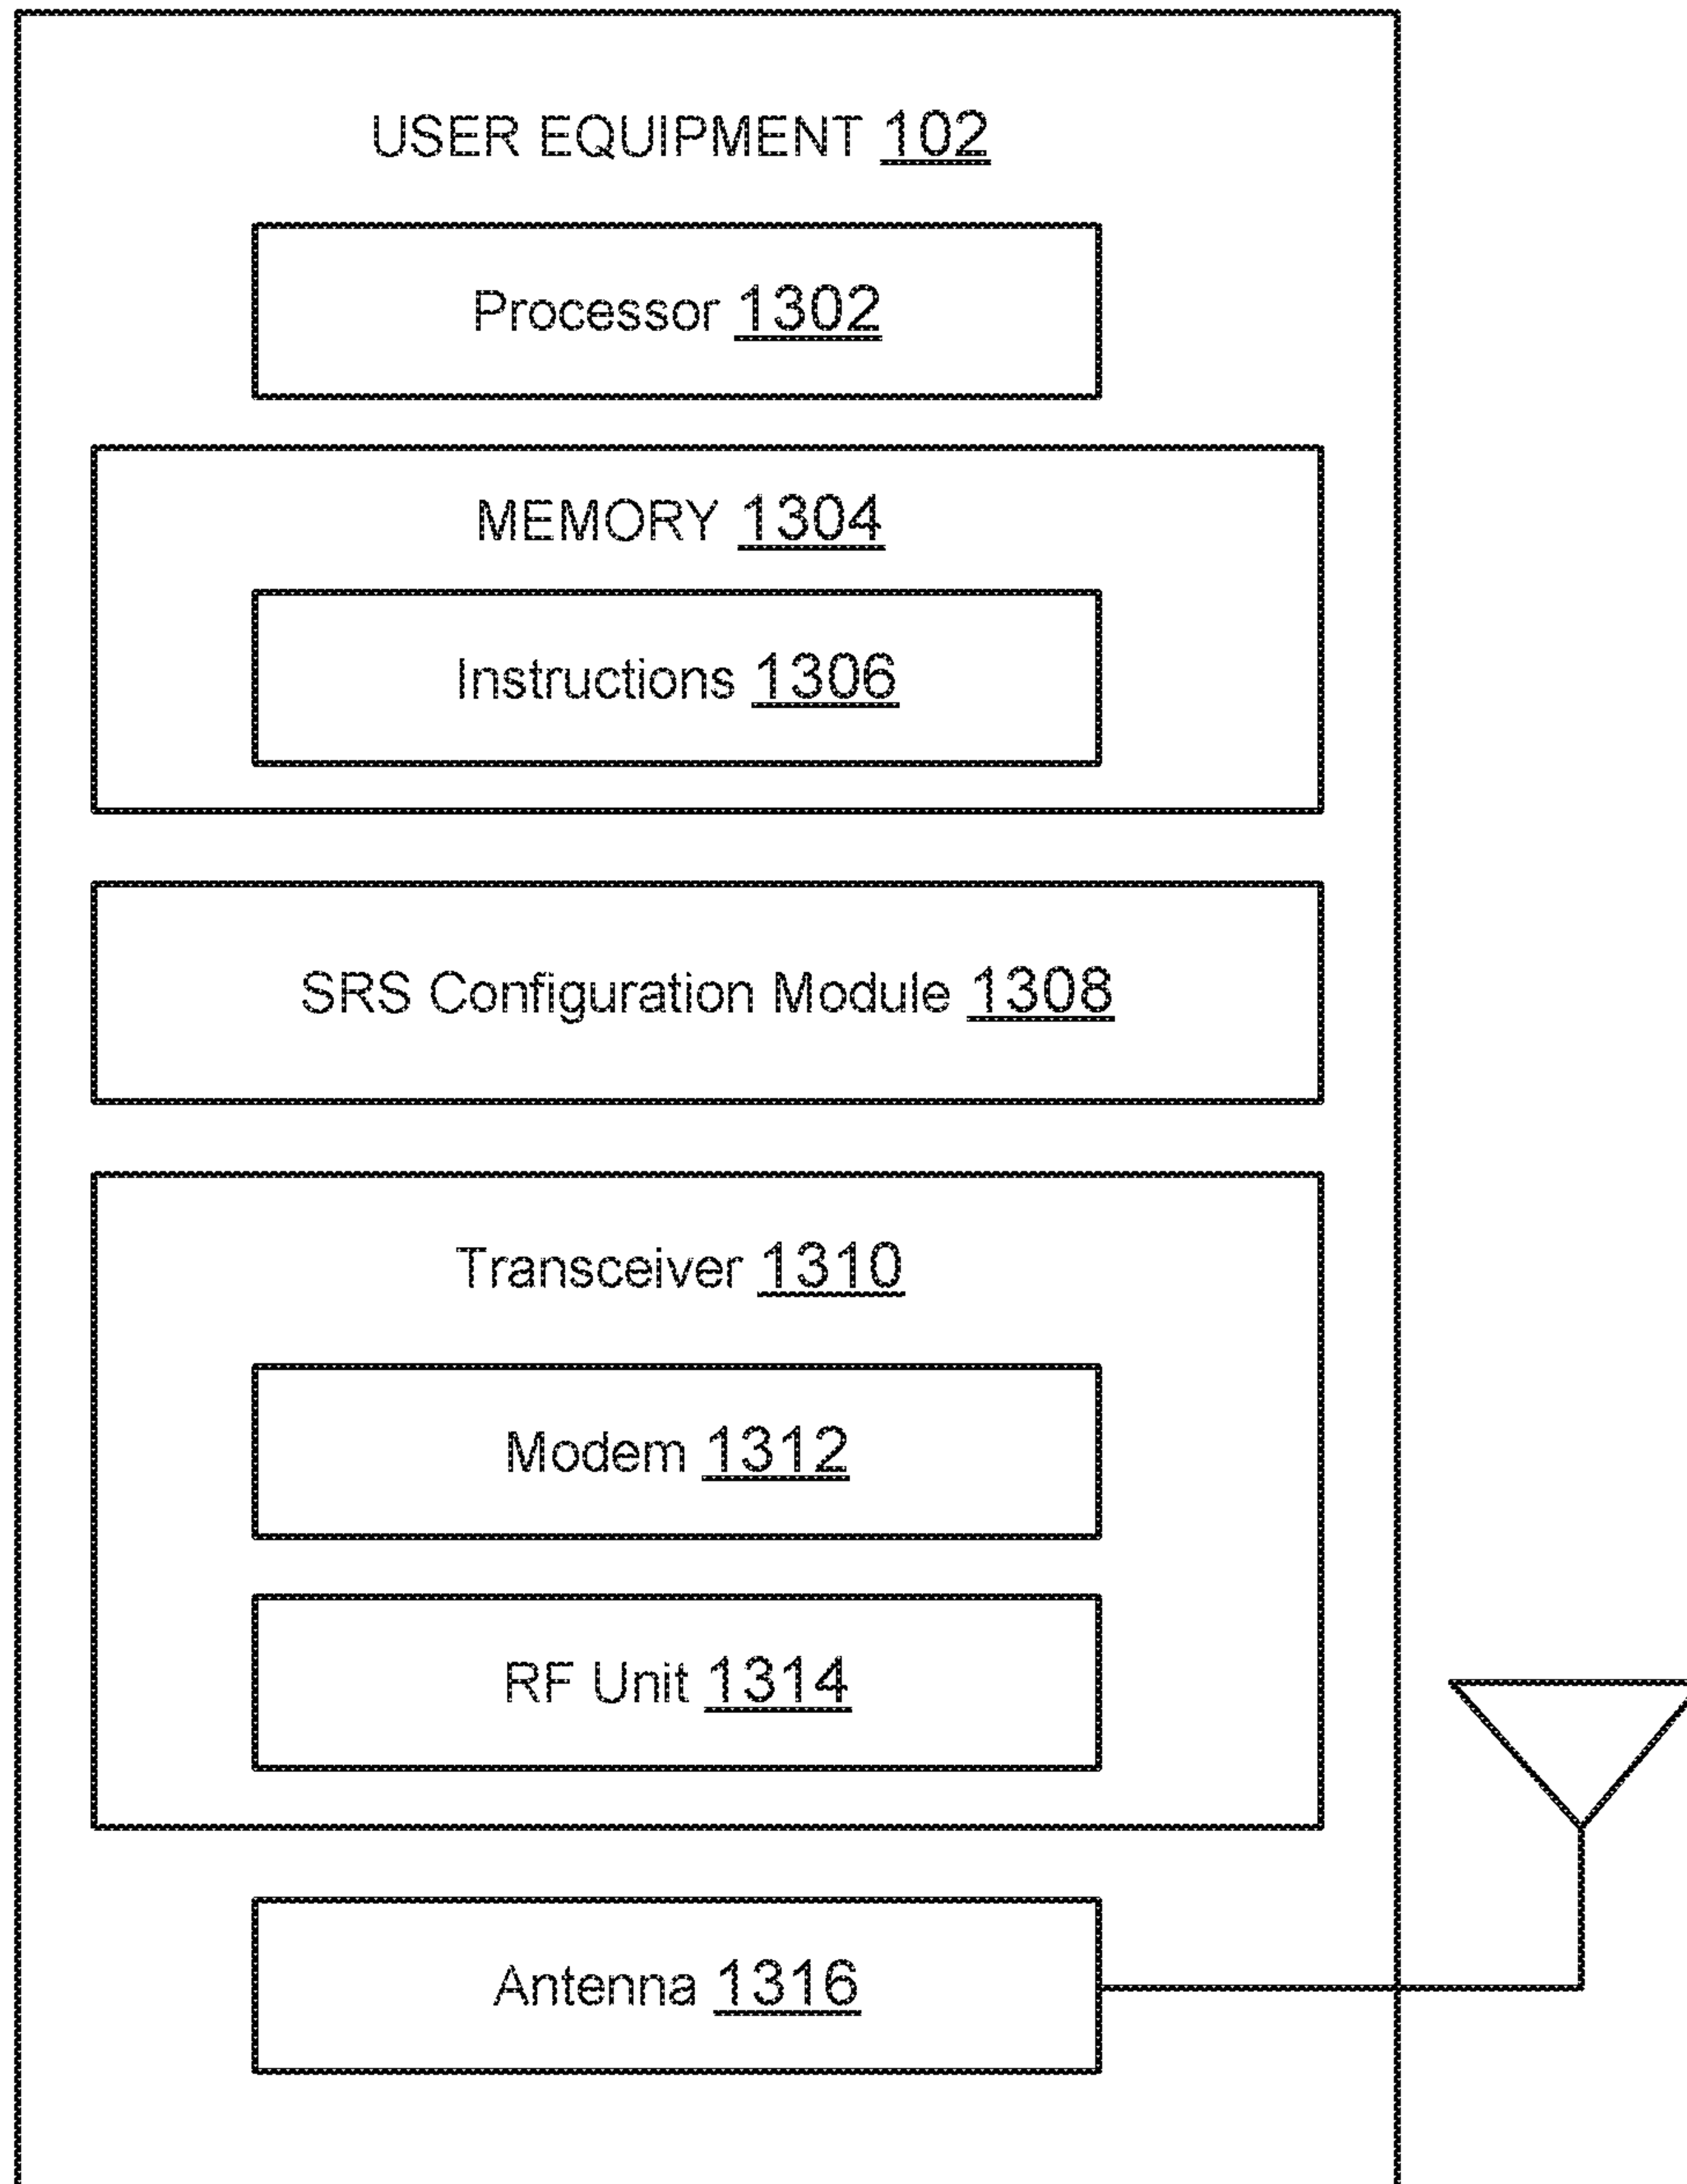 USER EQUIPMENT 102
Processor 1302
MEMORY 1304
Instructions 1306
SRS Configuration Module 1308
Transceiver 1310
Modem 1312
RF Unit 1314
Antenna 1316